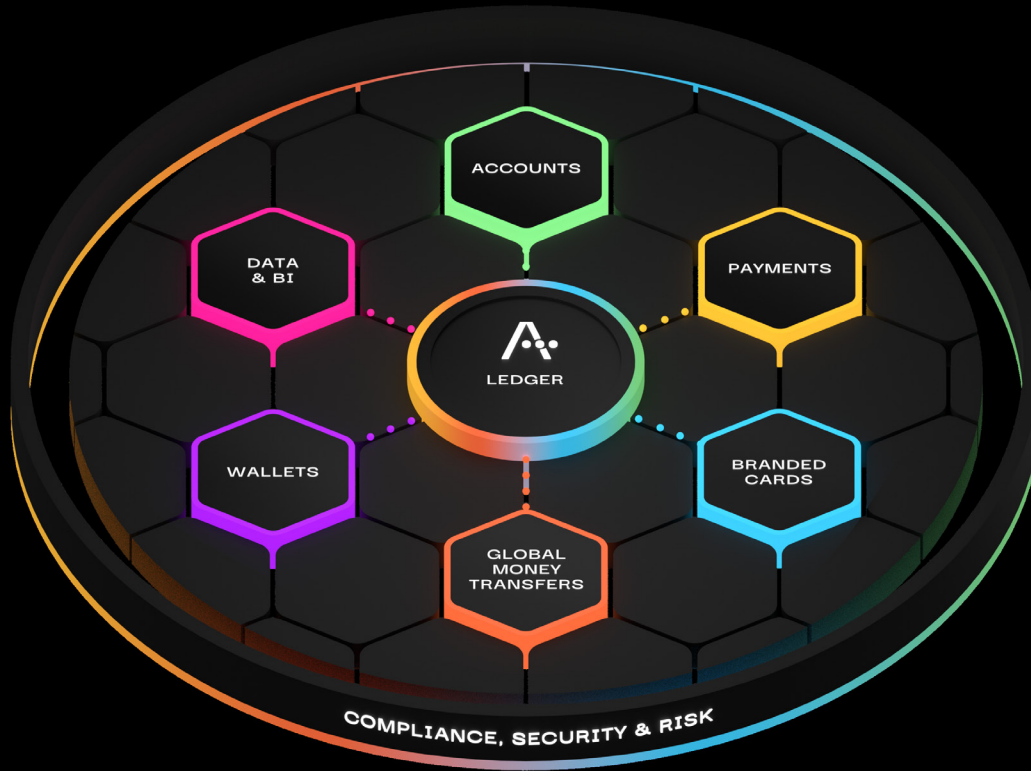 ACCOUNTS
DATA
& BI
PAYMENTS
LEDGER
WALLETS
BRANDED
CARDS
GLOBAL
MONEY
TRANSFERS
COMPLIANCE, SECURITY & RISK